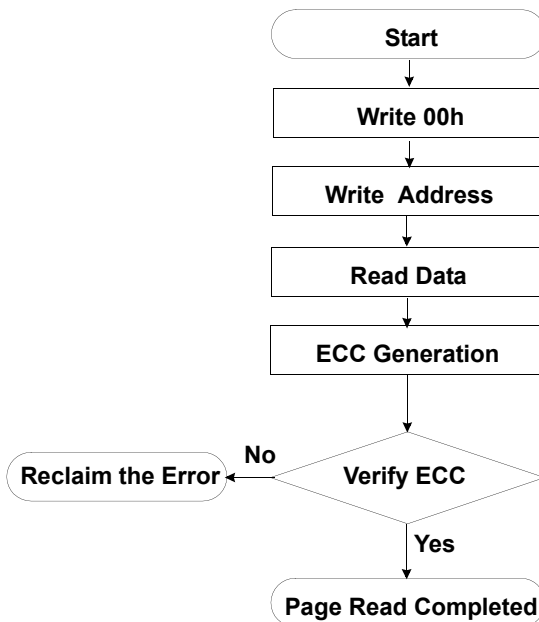 Start
Write 00h
Write Address
Read Data
ECC Generation
No
Reclaim the Error
Verify ECC
Yes
Page Read Completed